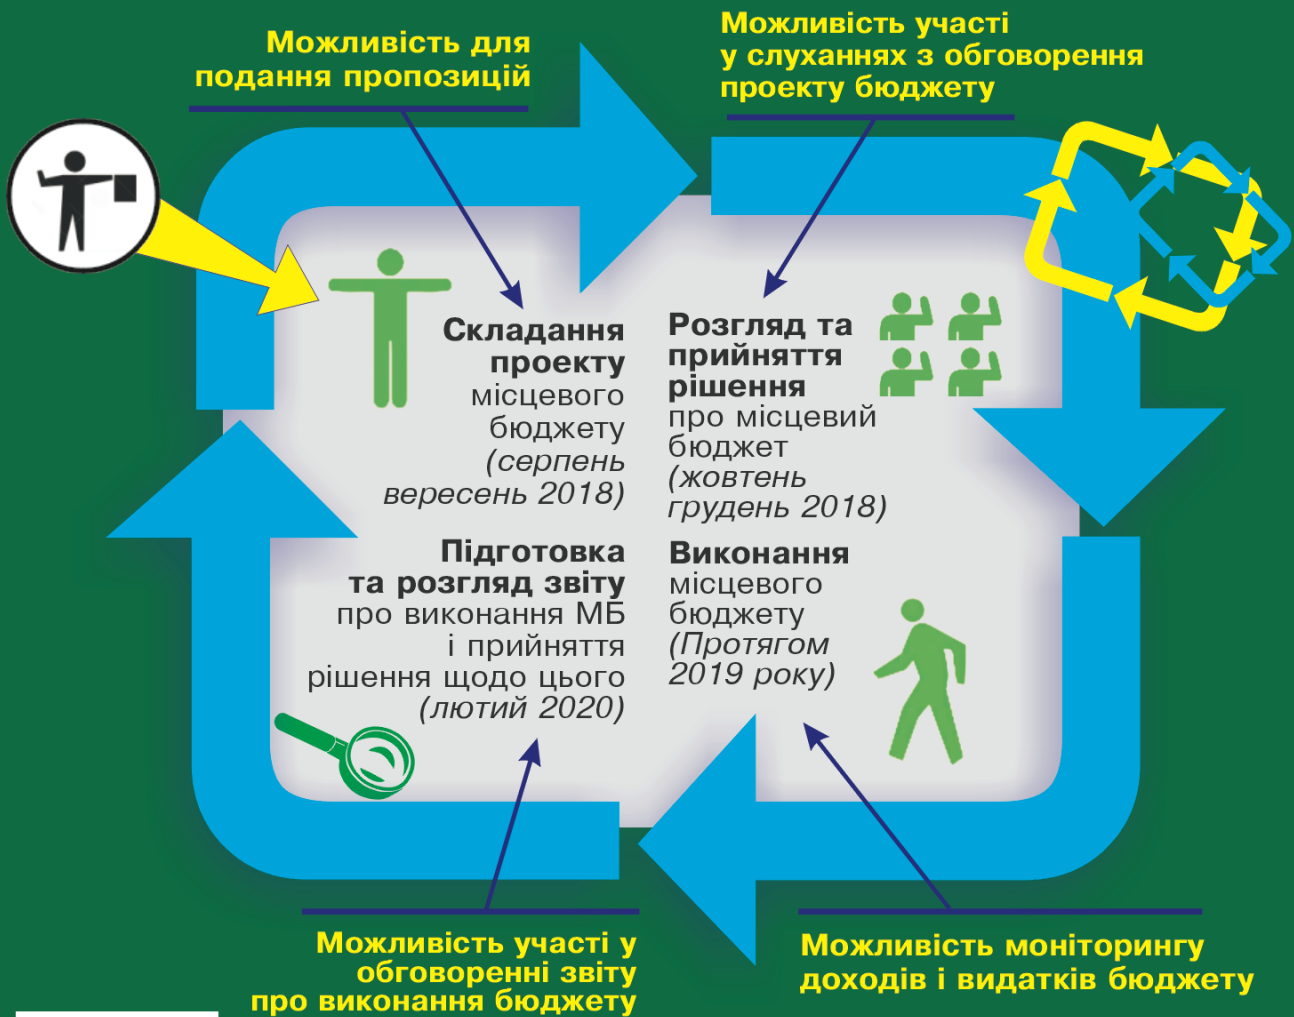 Можливість для
подання пропозицій
Можливість участі
у слуханнях з обговорення
проекту бюджету
Складання
проекту
місцевого
бюджету
(серпень
вересень 2018)
Розгляд та
прийняття
рішення
про місцевий
бюджет
(жовтень
грудень 2018)
Підготовка
та розгляд звіту
про виконання МБ
і прийняття
рішення щодо цього
(лютий 2020)
Виконання
місцевого
бюджету
(Протягом
2019 року)
Можливість участі у
обговоренні звіту
про виконання бюджету
Можливість моніторингу
доходів і видатків бюджету